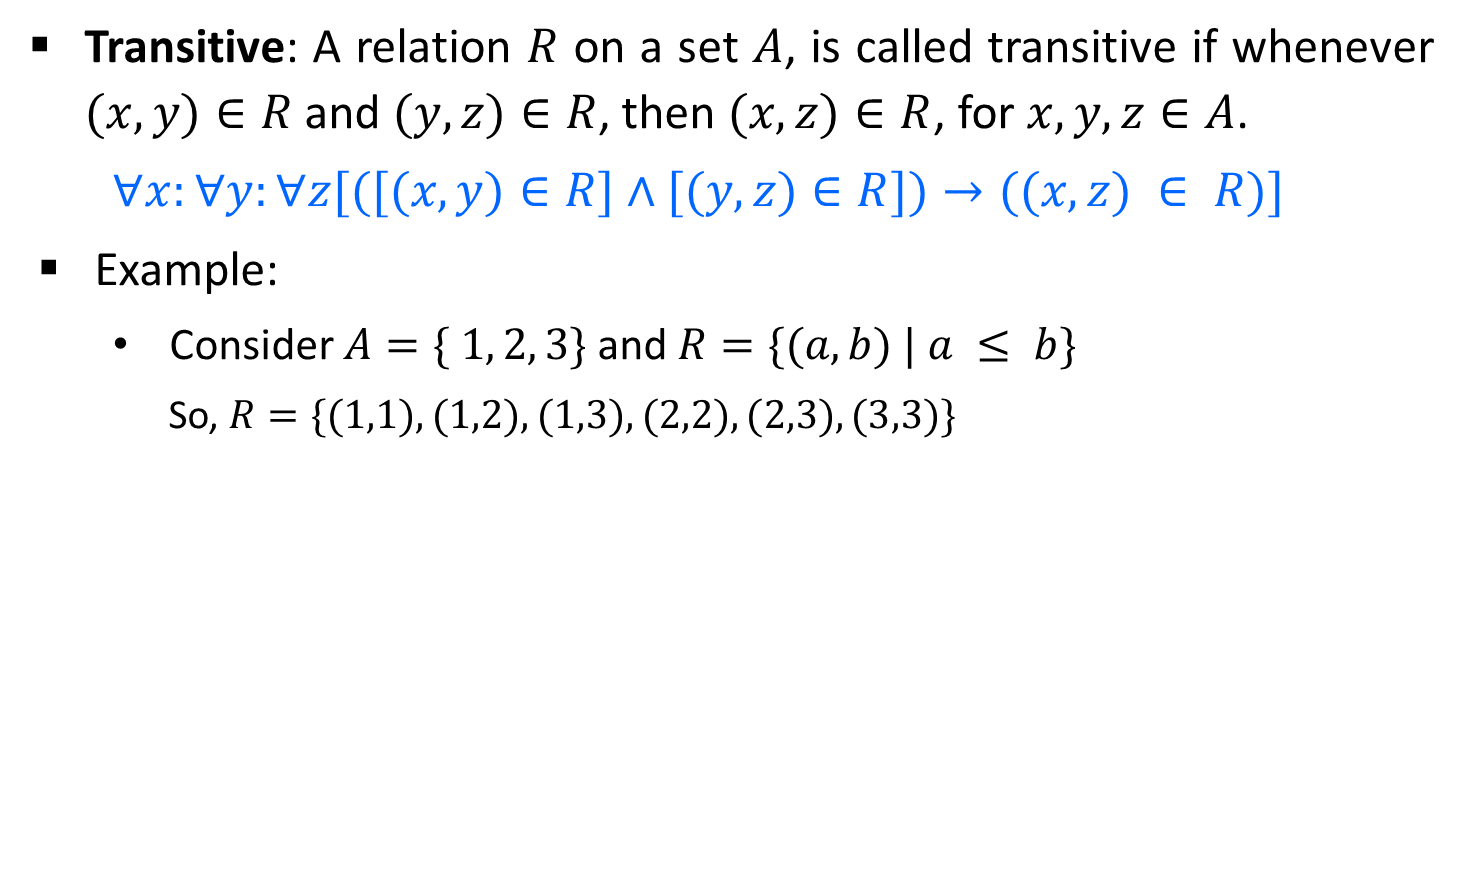 ▪ Transitive: A relation 𝑅 on a set 𝐴, is called transitive if whenever
(𝑥, 𝑦) ∈ 𝑅 and (𝑦, 𝑧) ∈ 𝑅, then (𝑥, 𝑧) ∈ 𝑅, for 𝑥, 𝑦, 𝑧 ∈ 𝐴.
∀𝑥: ∀𝑦: ∀𝑧[([(𝑥, 𝑦) ∈ 𝑅] ∧ [(𝑦, 𝑧) ∈ 𝑅]) → ((𝑥, 𝑧) ∈ 𝑅)]
▪ Example:
• Consider 𝐴 = { 1, 2, 3} and 𝑅 = {(𝑎, 𝑏) | 𝑎 ≤ 𝑏}
So, 𝑅 = {(1,1), (1,2), (1,3), (2,2), (2,3), (3,3)}